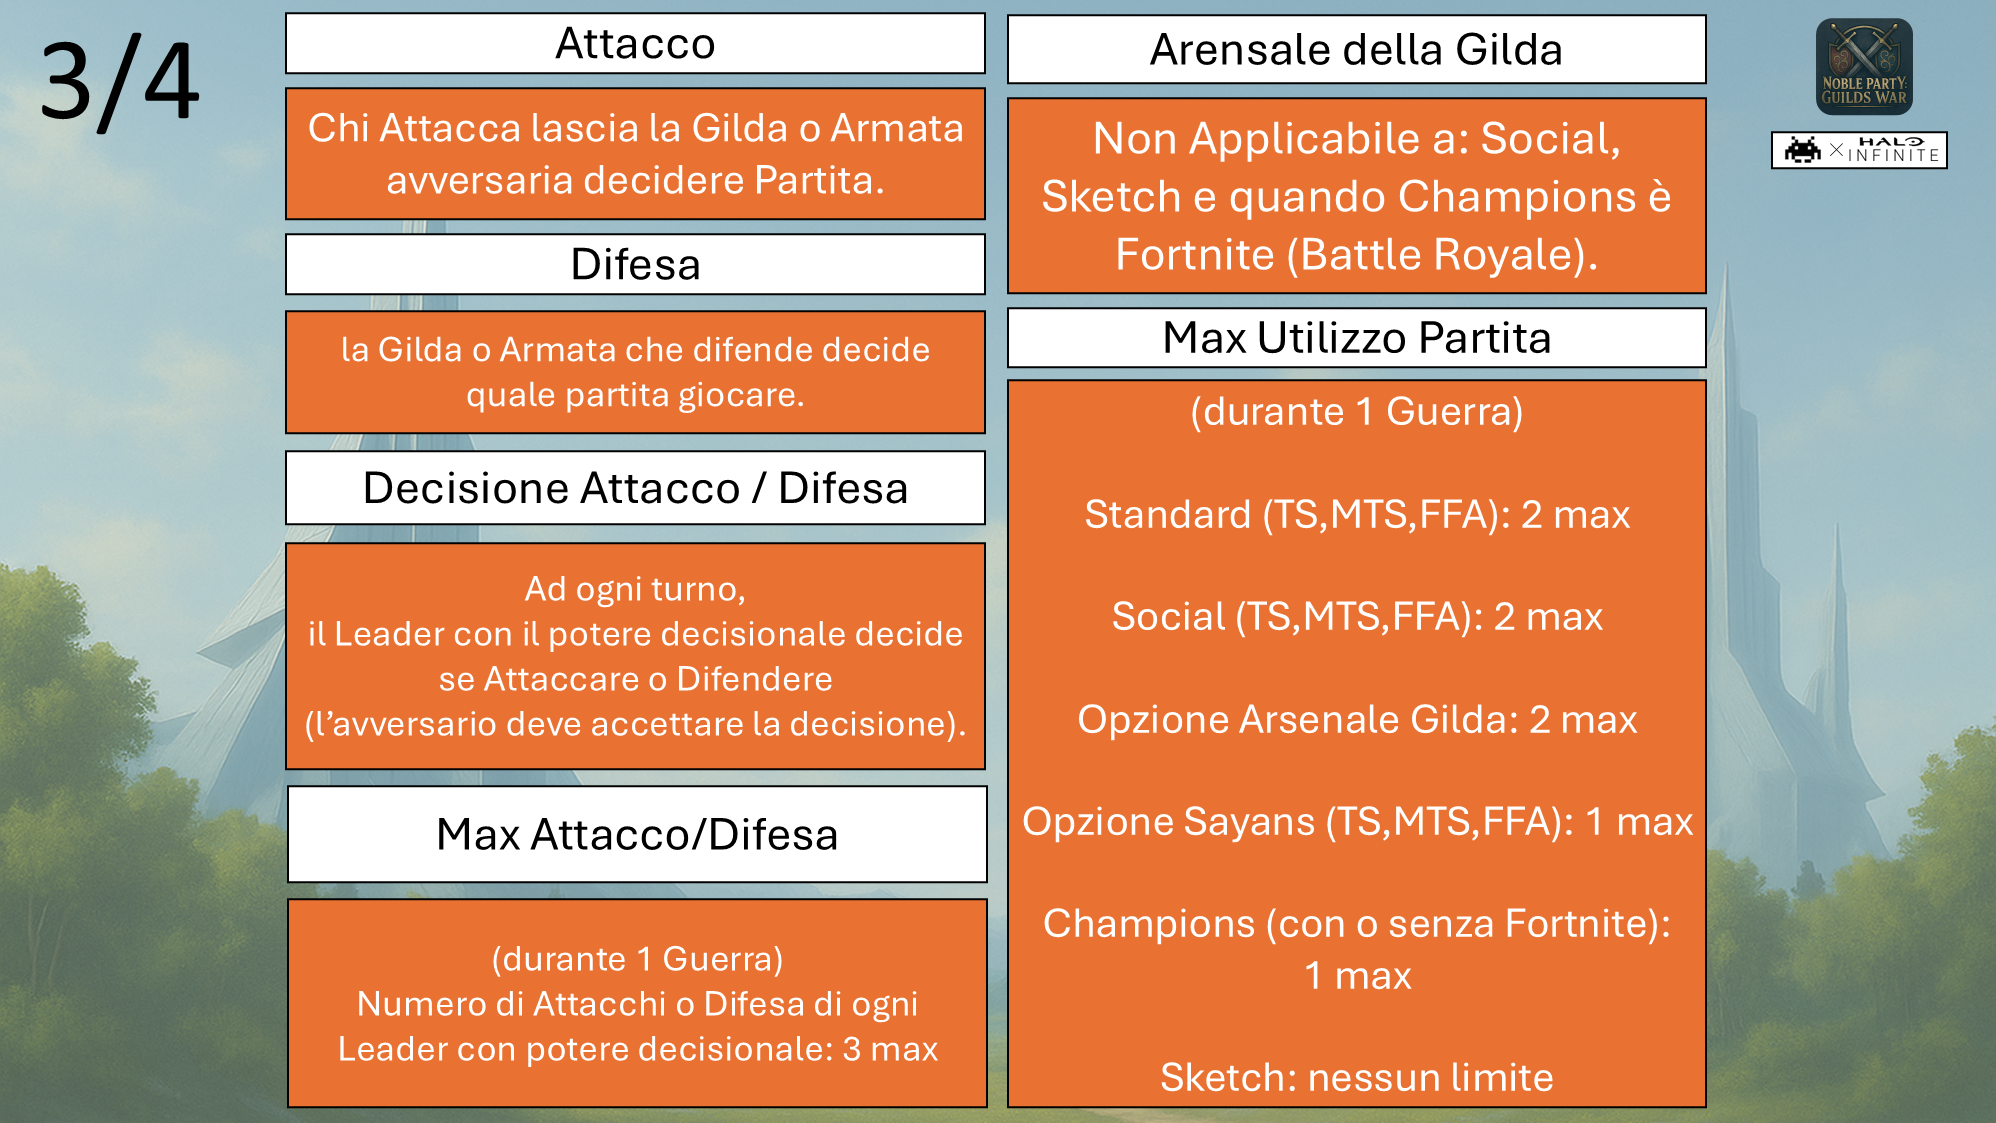 3/4
Attacco
Chi Attacca lascia la Gilda o Armata
avversaria decidere Partita.
Difesa
la Gilda o Armata che difende decide
quale partita giocare.
Decisione Attacco / Difesa
Ad ogni turno,
il Leader con il potere decisionale decide
se Attaccare o Difendere
(l’avversario deve accettare la decisione).
Max Attacco/Difesa
(durante 1 Guerra)
Numero di Attacchi o Difesa di ogni
Leader con potere decisionale: 3 max
Arensale della Gilda
Non Applicabile a: Social,
Sketch e quando Champions è
Fortnite (Battle Royale).
Max Utilizzo Partita
(durante 1 Guerra)
Standard (TS,MTS,FFA): 2 max
Social (TS,MTS,FFA): 2 max
Opzione Arsenale Gilda: 2 max
Opzione Sayans (TS,MTS,FFA): 1 max
Champions (con o senza Fortnite):
1 max
Sketch: nessun limite
NOBLE PARTY:
GUILDS WAR
× HALO
INFINITE